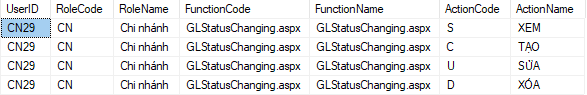 UserID RoleCode RoleName FunctionCode FunctionName ActionCode ActionName
CN29 CN Chi nhánh GLStatusChanging.aspx GLStatusChanging.aspx S XEM
CN29 CN Chi nhánh GLStatusChanging.aspx GLStatusChanging.aspx C TẠO
CN29 CN Chi nhánh GLStatusChanging.aspx GLStatusChanging.aspx U SỬA
CN29 CN Chi nhánh GLStatusChanging.aspx GLStatusChanging.aspx D XÓA